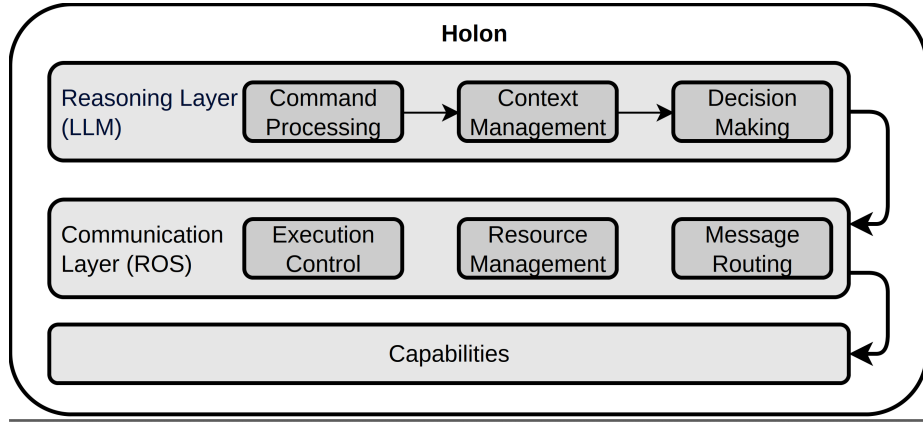 Holon
Reasoning Layer
(LLM)
Command
Processing
Context
Management
Decision
Making
Communication
Layer (ROS)
Execution
Control
Resource
Management
Message
Routing
Capabilities